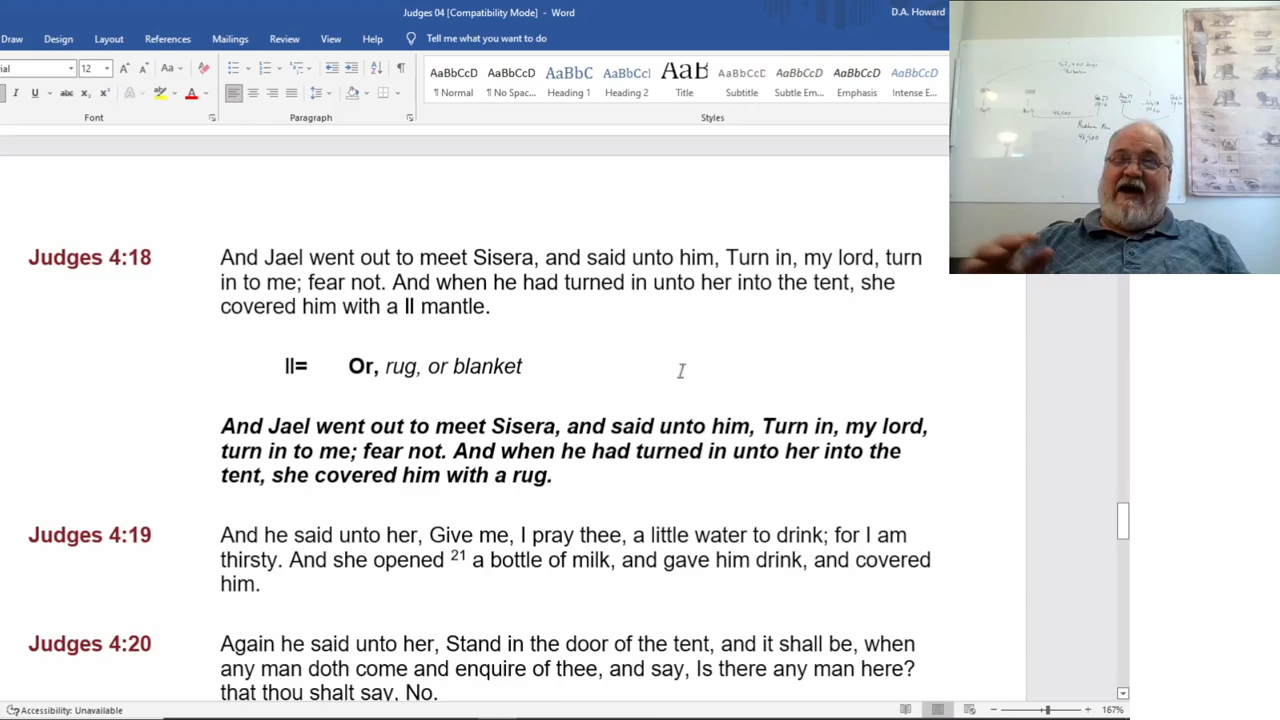 Judges 04 [Compatibility Mode] - Word
D.A. Howard
Draw Design Layout References Mailings Review View Help Tell me what you want to do
ial 12 Aa
AaBbCcD AaBbCcD AaBbC AaBbCcl AaB AaBbCcD AaBbCcD AaBbCcD AaBbCcD
I U abc x₂ x² A A
¶ Normal ¶ No Spac... Heading 1 Heading 2 Title Subtitle Subtle Em... Emphasis Intense E...
Font Paragraph Styles
46,500
Judges 4:18 And Jael went out to meet Sisera, and said unto him, Turn in, my lord, turn
in to me; fear not. And when he had turned in unto her into the tent, she
covered him with a ll mantle.
ll= Or, rug, or blanket
And Jael went out to meet Sisera, and said unto him, Turn in, my lord,
turn in to me; fear not. And when he had turned in unto her into the
tent, she covered him with a rug.
Judges 4:19 And he said unto her, Give me, I pray thee, a little water to drink; for I am
thirsty. And she opened ²¹ a bottle of milk, and gave him drink, and covered
him.
Judges 4:20 Again he said unto her, Stand in the door of the tent, and it shall be, when
any man doth come and enquire of thee, and say, Is there any man here?
that thou shalt say, No.
Accessibility: Unavailable
167%